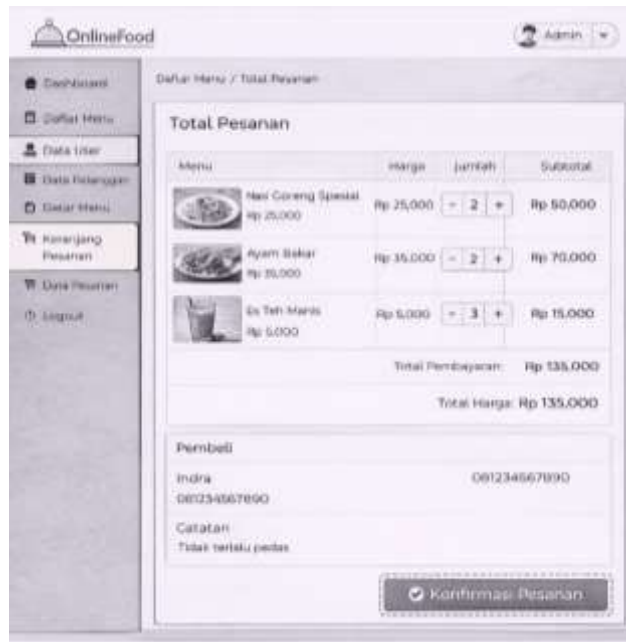 OnlineFood
Admin
Dashboard
Daftar Menu / Total Pesanan
Daftar Menu
Data User
Data Pelanggan
Daftar Menu
Keranjang
Pesanan
Data Pesanan
Logout
Total Pesanan
Menu Harga Jumlah Subtotal
Nasi Goreng Spesial
Rp 25,000
Rp 25,000 - 2 + Rp 50,000
Ayam Bakar
Rp 35,000
Rp 35,000 - 2 + Rp 70,000
Es Teh Manis
Rp 5,000
Rp 5,000 - 3 + Rp 15,000
Total Pembayaran: Rp 135,000
Total Harga: Rp 135,000
Pembeli
Indra 081234567890
081234567890
Catatan
Tidak terlalu pedas
Konfirmasi Pesanan